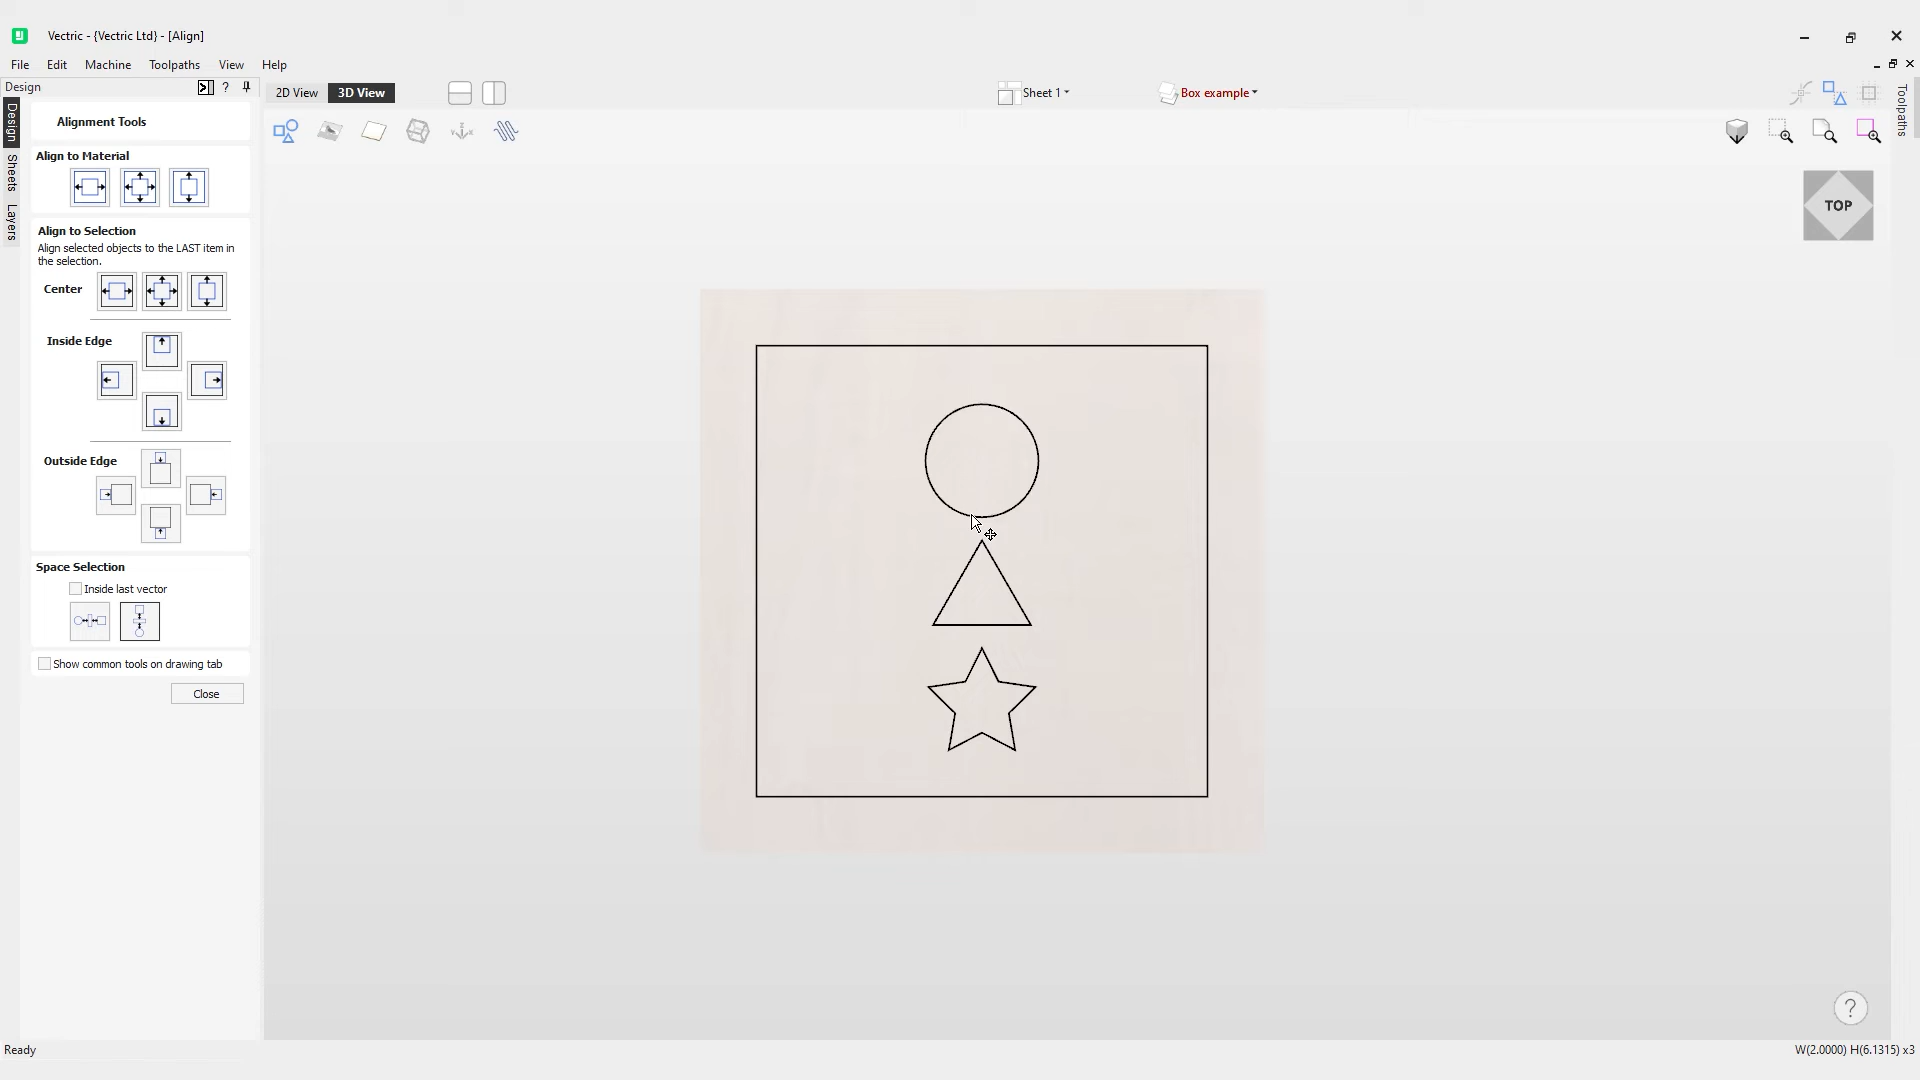 Vectric - {Vectric Ltd} - [Align]
File Edit Machine Toolpaths View Help
Design ?
2D View 3D View Sheet 1 Box example
Design
Sheets
Layers
Toolpaths
Alignment Tools
Align to Material
TOP
Align to Selection
Align selected objects to the LAST item in
the selection.
Center
Inside Edge
Outside Edge
Space Selection
Inside last vector
Show common tools on drawing tab
Close
?
Ready W(2.0000) H(6.1315) x3